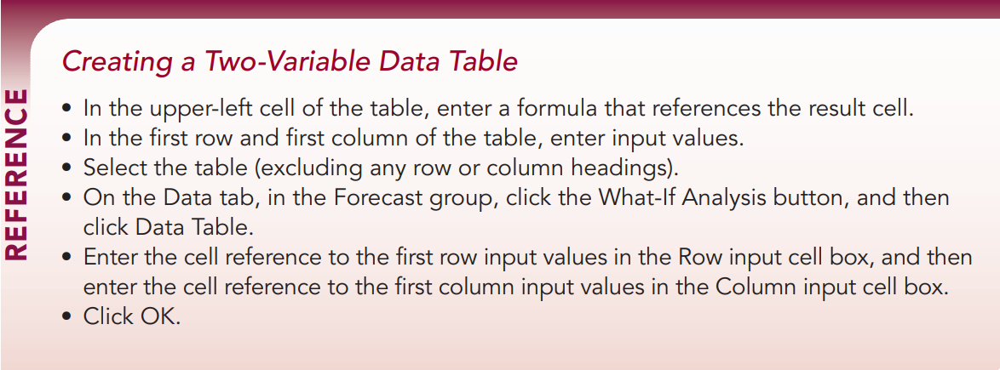 REFERENCE
Creating a Two-Variable Data Table
• In the upper-left cell of the table, enter a formula that references the result cell.
• In the first row and first column of the table, enter input values.
• Select the table (excluding any row or column headings).
• On the Data tab, in the Forecast group, click the What-If Analysis button, and then
click Data Table.
• Enter the cell reference to the first row input values in the Row input cell box, and then
enter the cell reference to the first column input values in the Column input cell box.
• Click OK.